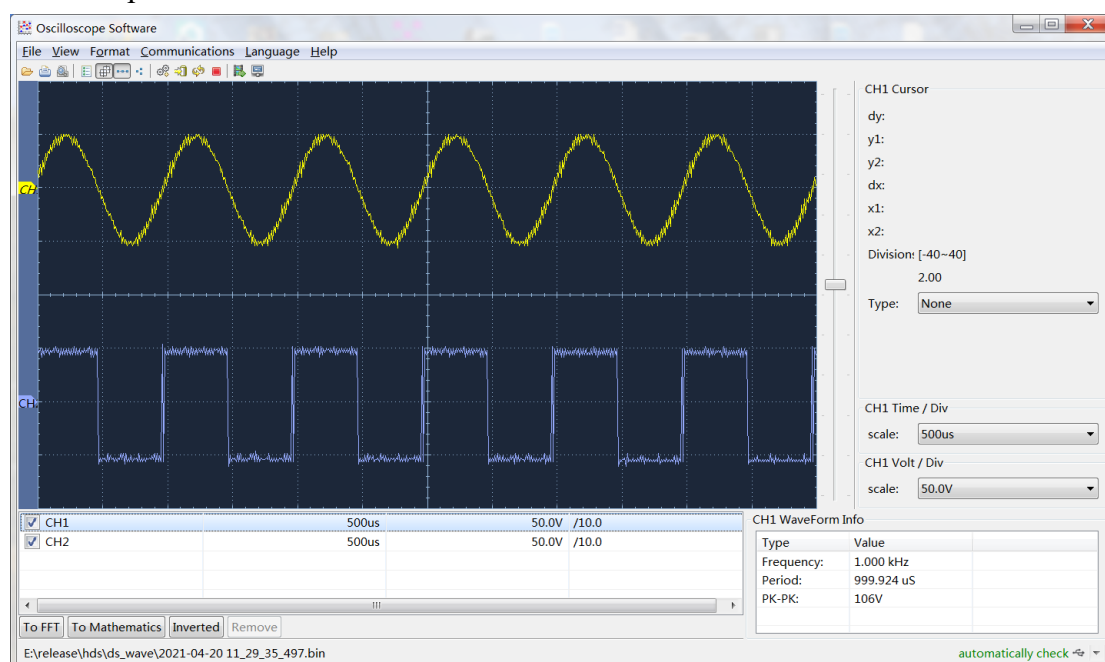 Oscilloscope Software
File View Format Communications Language Help
CH1 Cursor
dy:
y1:
y2:
dx:
x1:
x2:
Division: [-40~40]
2.00
Type: None
CH
CH
CH1 Time / Div
scale: 500us
CH1 Volt / Div
scale: 50.0V
CH1 500us 50.0V /10.0
CH2 500us 50.0V /10.0
CH1 WaveForm Info
Type Value
Frequency: 1.000 kHz
Period: 999.924 uS
PK-PK: 106V
To FFT To Mathematics Inverted Remove
E:\release\hds\ds_wave\2021-04-20 11_29_35_497.bin
automatically check